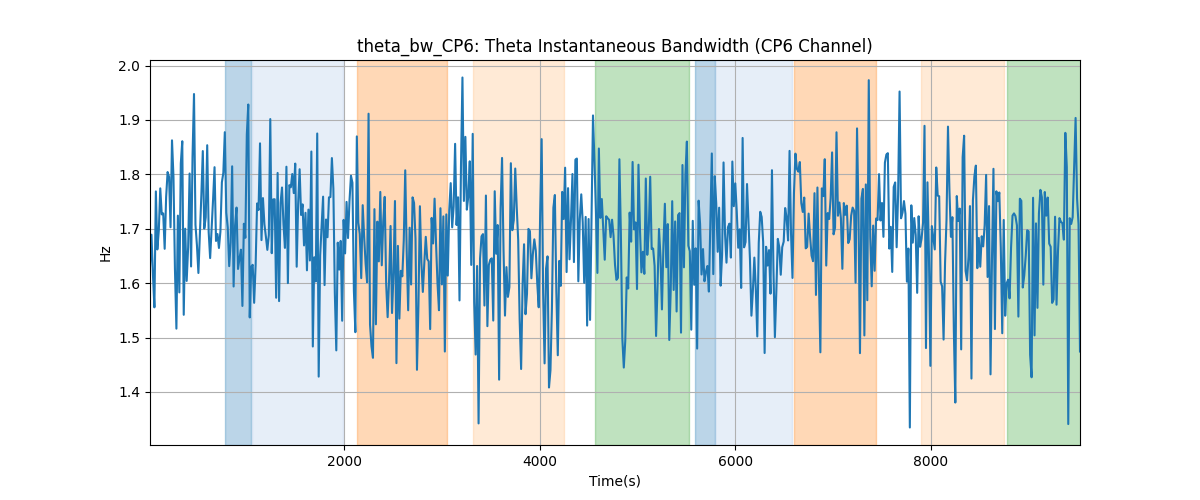 theta_bw_CP6: Theta Instantaneous Bandwidth (CP6 Channel)
2.0
1.9
1.8
1.7
1.6
1.5
1.4
Hz
2000 4000 6000 8000
Time(s)